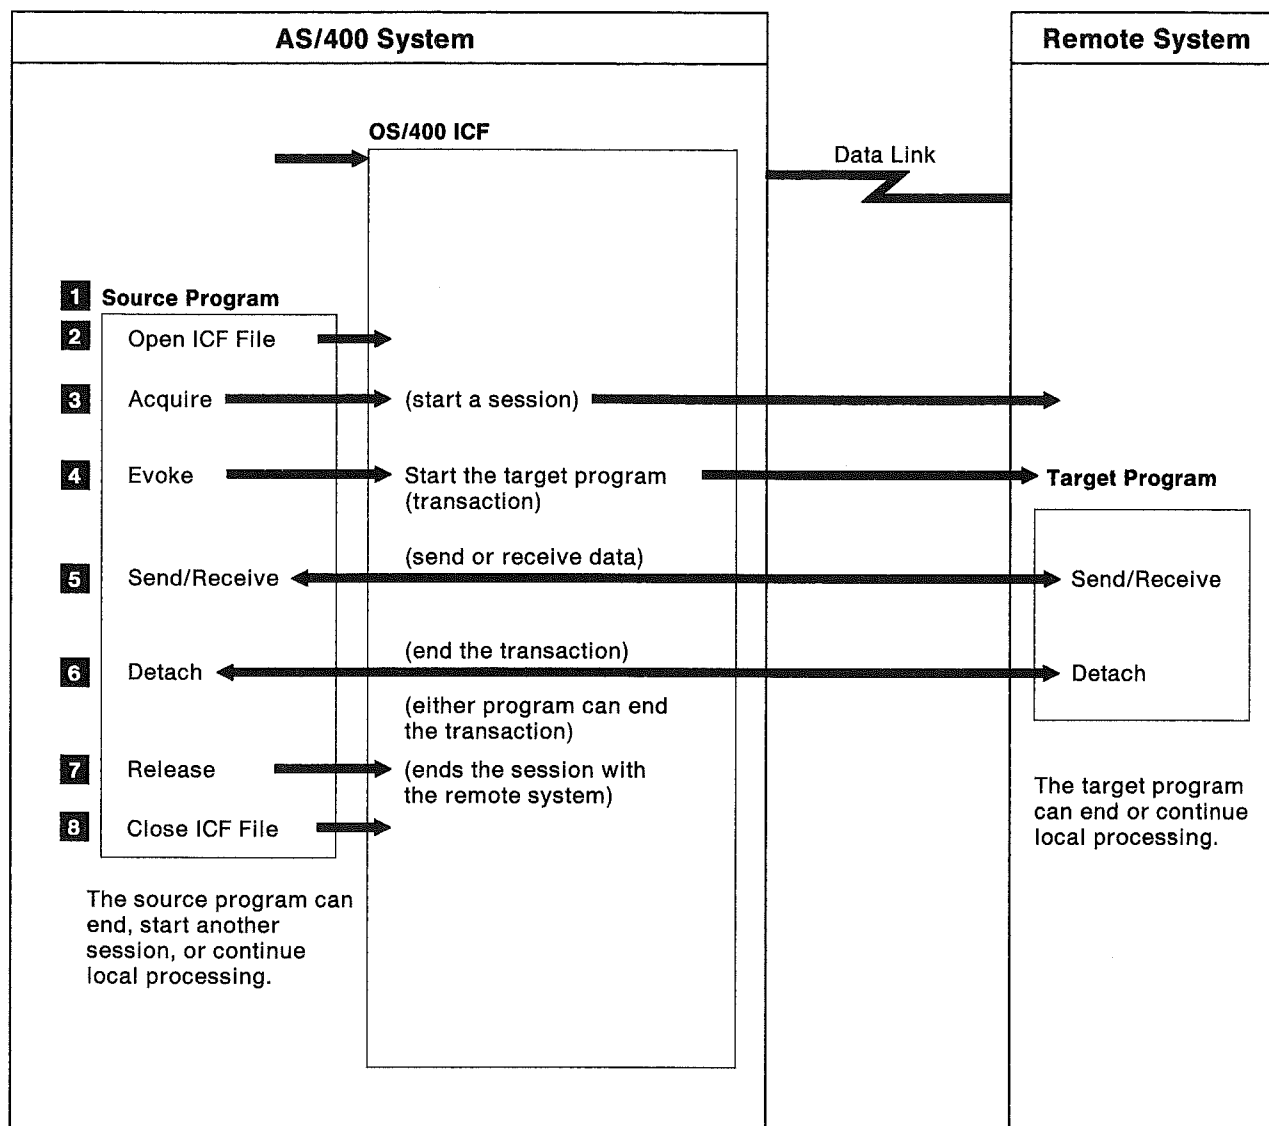 AS/400 System
Remote System
OS/400 ICF
Data Link
1 Source Program
2 Open ICF File
3 Acquire (start a session)
4 Evoke Start the target program
(transaction)
Target Program
(send or receive data)
5 Send/Receive Send/Receive
(end the transaction)
6 Detach Detach
(either program can end
the transaction)
7 Release (ends the session with
the remote system)
8 Close ICF File
The target program
can end or continue
local processing.
The source program can
end, start another
session, or continue
local processing.